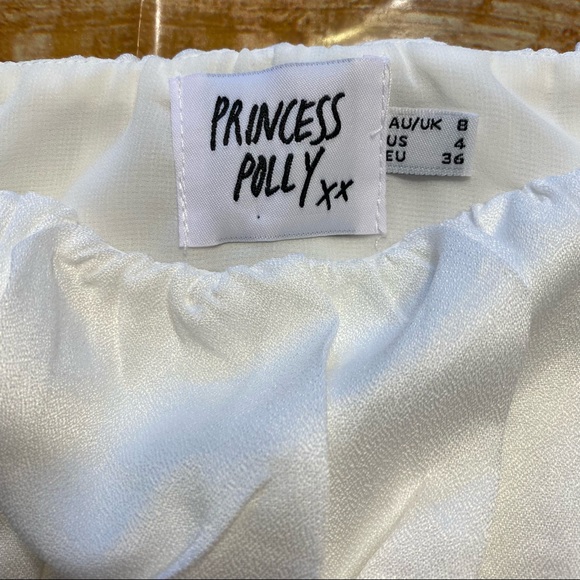 PRINCESS
POLLY xx
AU/UK 8
US 4
EU 36